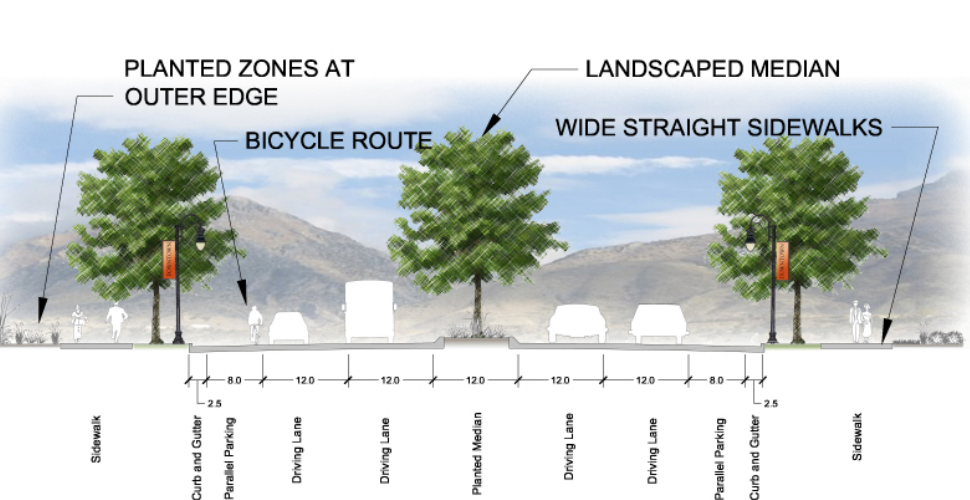 PLANTED ZONES AT
OUTER EDGE
LANDSCAPED MEDIAN
BICYCLE ROUTE
WIDE STRAIGHT SIDEWALKS
DOWNTOWN
DOWNTOWN
8.0
12.0
12.0
12.0
12.0
12.0
8.0
2.5
2.5
Sidewalk
Curb and Gutter
Parallel Parking
Driving Lane
Driving Lane
Planted Median
Driving Lane
Driving Lane
Parallel Parking
Curb and Gutter
Sidewalk